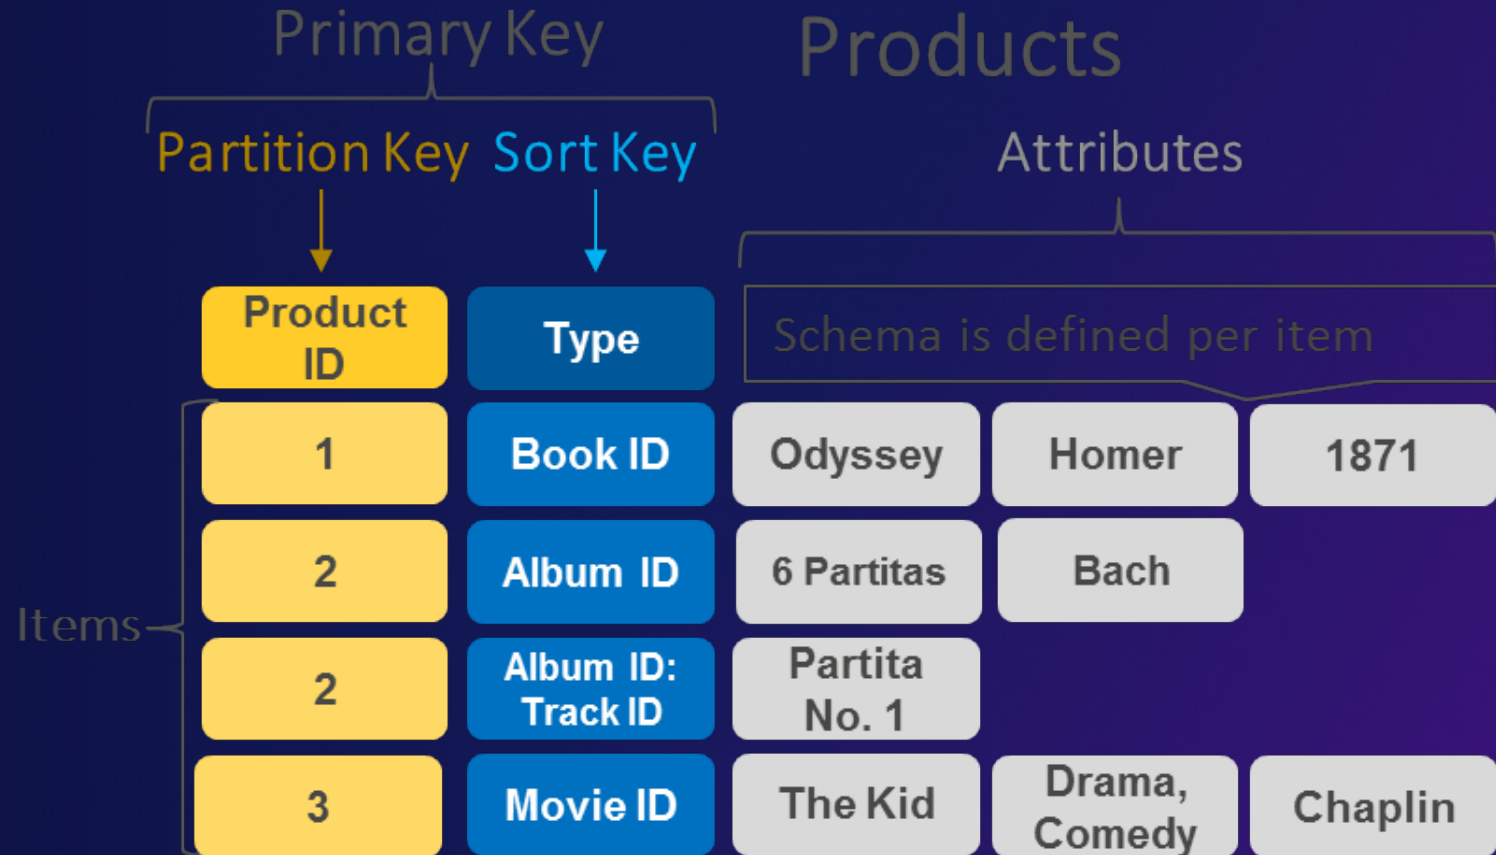 Primary Key
Products
Partition Key
Sort Key
Attributes
Product
ID
Type
Schema is defined per item
Items
1
Book ID
Odyssey
Homer
1871
2
Album ID
6 Partitas
Bach
2
Album ID:
Track ID
Partita
No. 1
3
Movie ID
The Kid
Drama,
Comedy
Chaplin